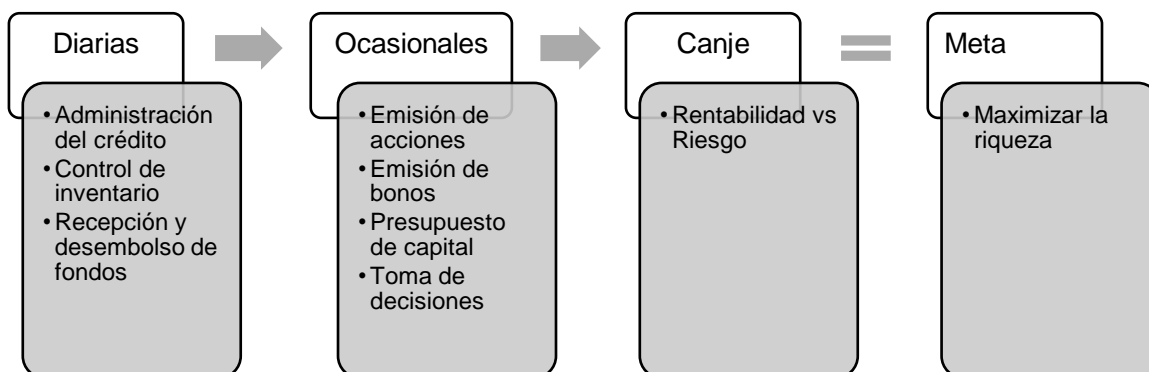 Diarias
• Administración
del crédito
• Control de
inventario
• Recepción y
desembolso de
fondos
Ocasionales
• Emisión de
acciones
• Emisión de
bonos
• Presupuesto
de capital
• Toma de
decisiones
Canje
• Rentabilidad vs
Riesgo
Meta
• Maximizar la
riqueza